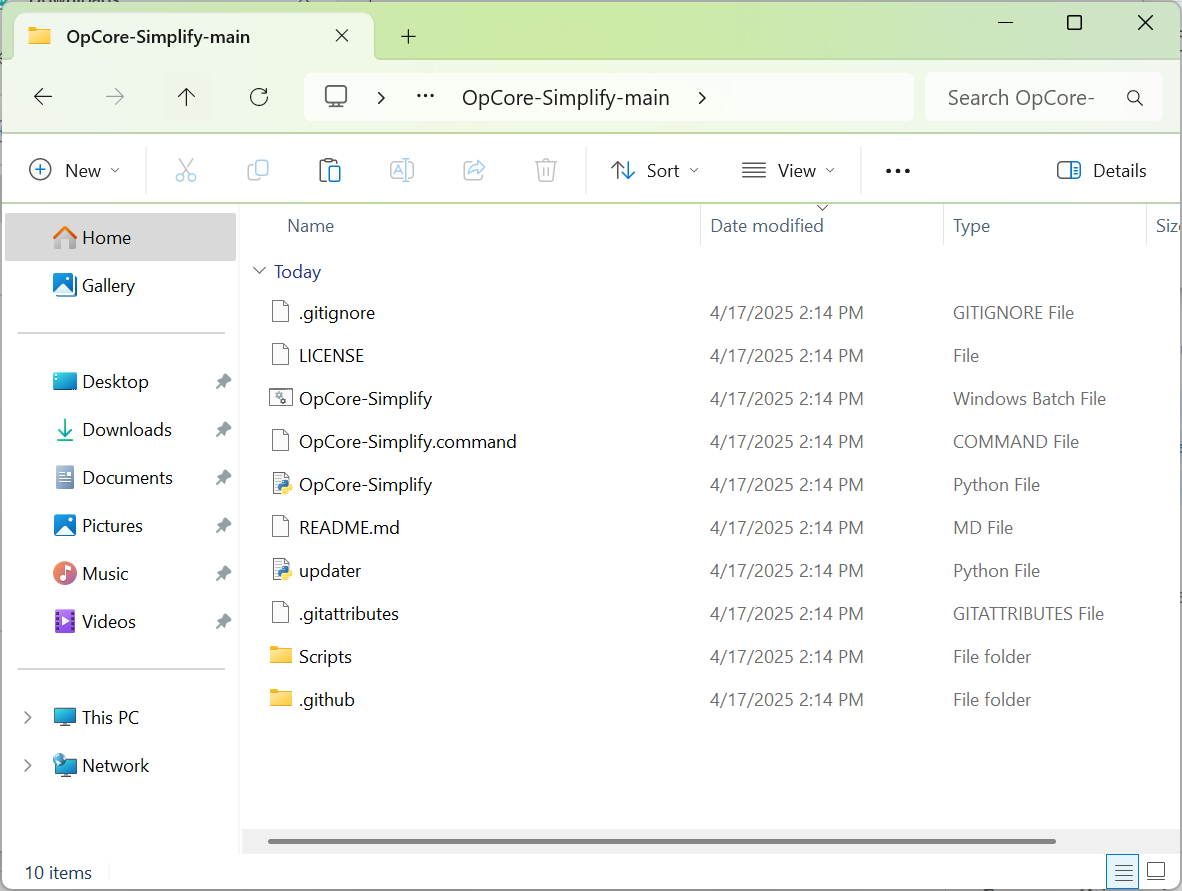 OpCore-Simplify-main
OpCore-Simplify-main
Search OpCore-
New
Sort
View
Details
Home
Gallery
Desktop
Downloads
Documents
Pictures
Music
Videos
This PC
Network
Name Date modified Type Size
Today
.gitignore 4/17/2025 2:14 PM GITIGNORE File
LICENSE 4/17/2025 2:14 PM File
OpCore-Simplify 4/17/2025 2:14 PM Windows Batch File
OpCore-Simplify.command 4/17/2025 2:14 PM COMMAND File
OpCore-Simplify 4/17/2025 2:14 PM Python File
README.md 4/17/2025 2:14 PM MD File
updater 4/17/2025 2:14 PM Python File
.gitattributes 4/17/2025 2:14 PM GITATTRIBUTES File
Scripts 4/17/2025 2:14 PM File folder
.github 4/17/2025 2:14 PM File folder
10 items